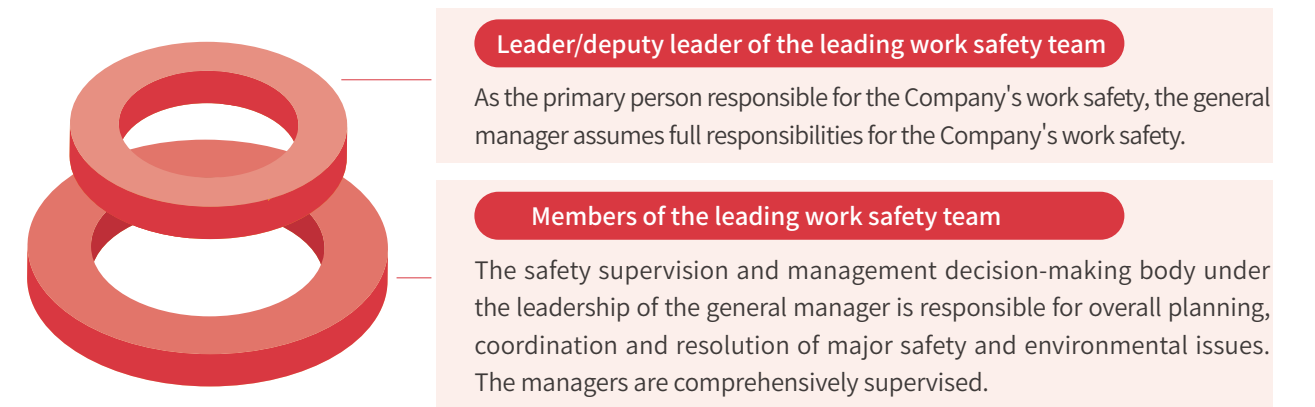 Leader/deputy leader of the leading work safety team
As the primary person responsible for the Company's work safety, the general
manager assumes full responsibilities for the Company's work safety.
Members of the leading work safety team
The safety supervision and management decision-making body under
the leadership of the general manager is responsible for overall planning,
coordination and resolution of major safety and environmental issues.
The managers are comprehensively supervised.